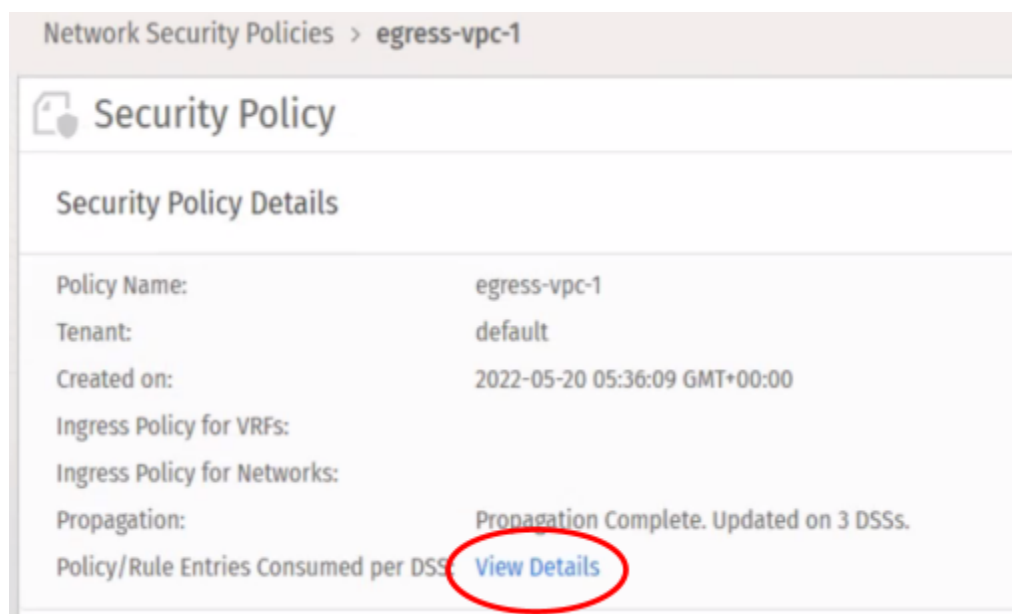 Network Security Policies > egress-vpc-1
Security Policy
Security Policy Details
Policy Name: egress-vpc-1
Tenant: default
Created on: 2022-05-20 05:36:09 GMT+00:00
Ingress Policy for VRFs:
Ingress Policy for Networks:
Propagation: Propagation Complete. Updated on 3 DSSs.
Policy/Rule Entries Consumed per DSS View Details